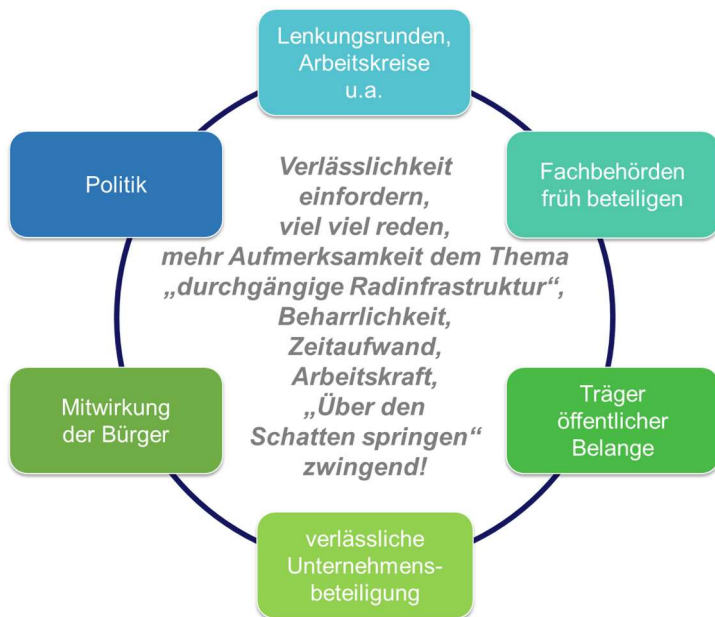 Lenkungsrunden,
Arbeitskreise
u.a.
Fachbehörden
früh beteiligen
Träger
öffentlicher
Belange
verlässliche
Unternehmens-
beteiligung
Mitwirkung
der Bürger
Politik
Verlässlichkeit
einfordern,
viel viel reden,
mehr Aufmerksamkeit dem Thema
„durchgängige Radinfrastruktur“,
Beharrlichkeit,
Zeitaufwand,
Arbeitskraft,
„Über den
Schatten springen“
zwingend!